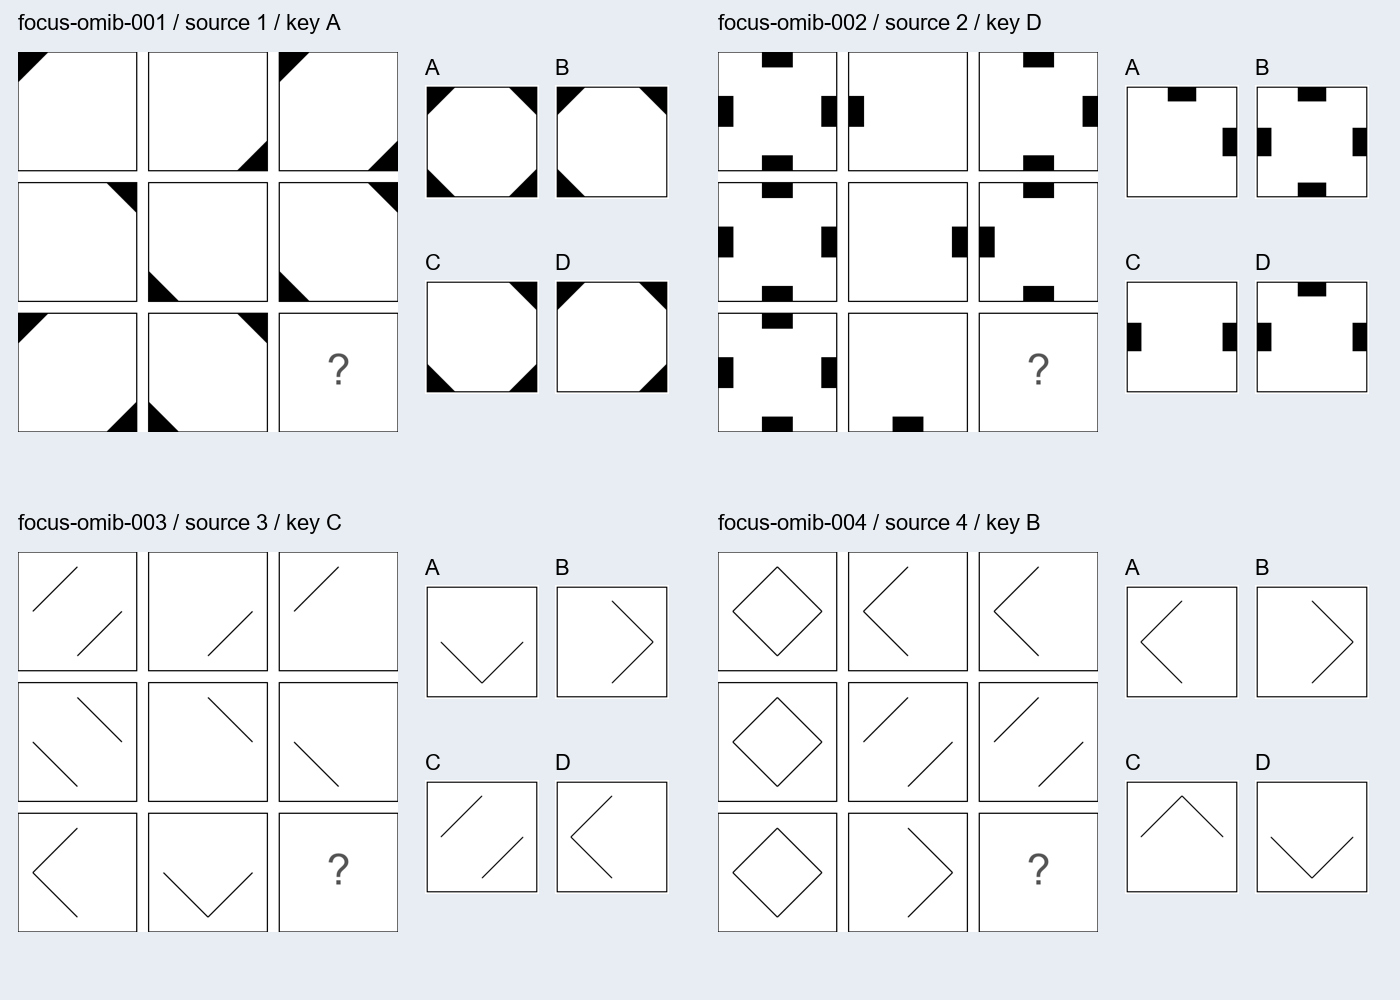 focus-omib-001 / source 1 / key A
A
B
C
D
?
focus-omib-002 / source 2 / key D
A
B
C
D
?
focus-omib-003 / source 3 / key C
A
B
C
D
?
focus-omib-004 / source 4 / key B
A
B
C
D
?